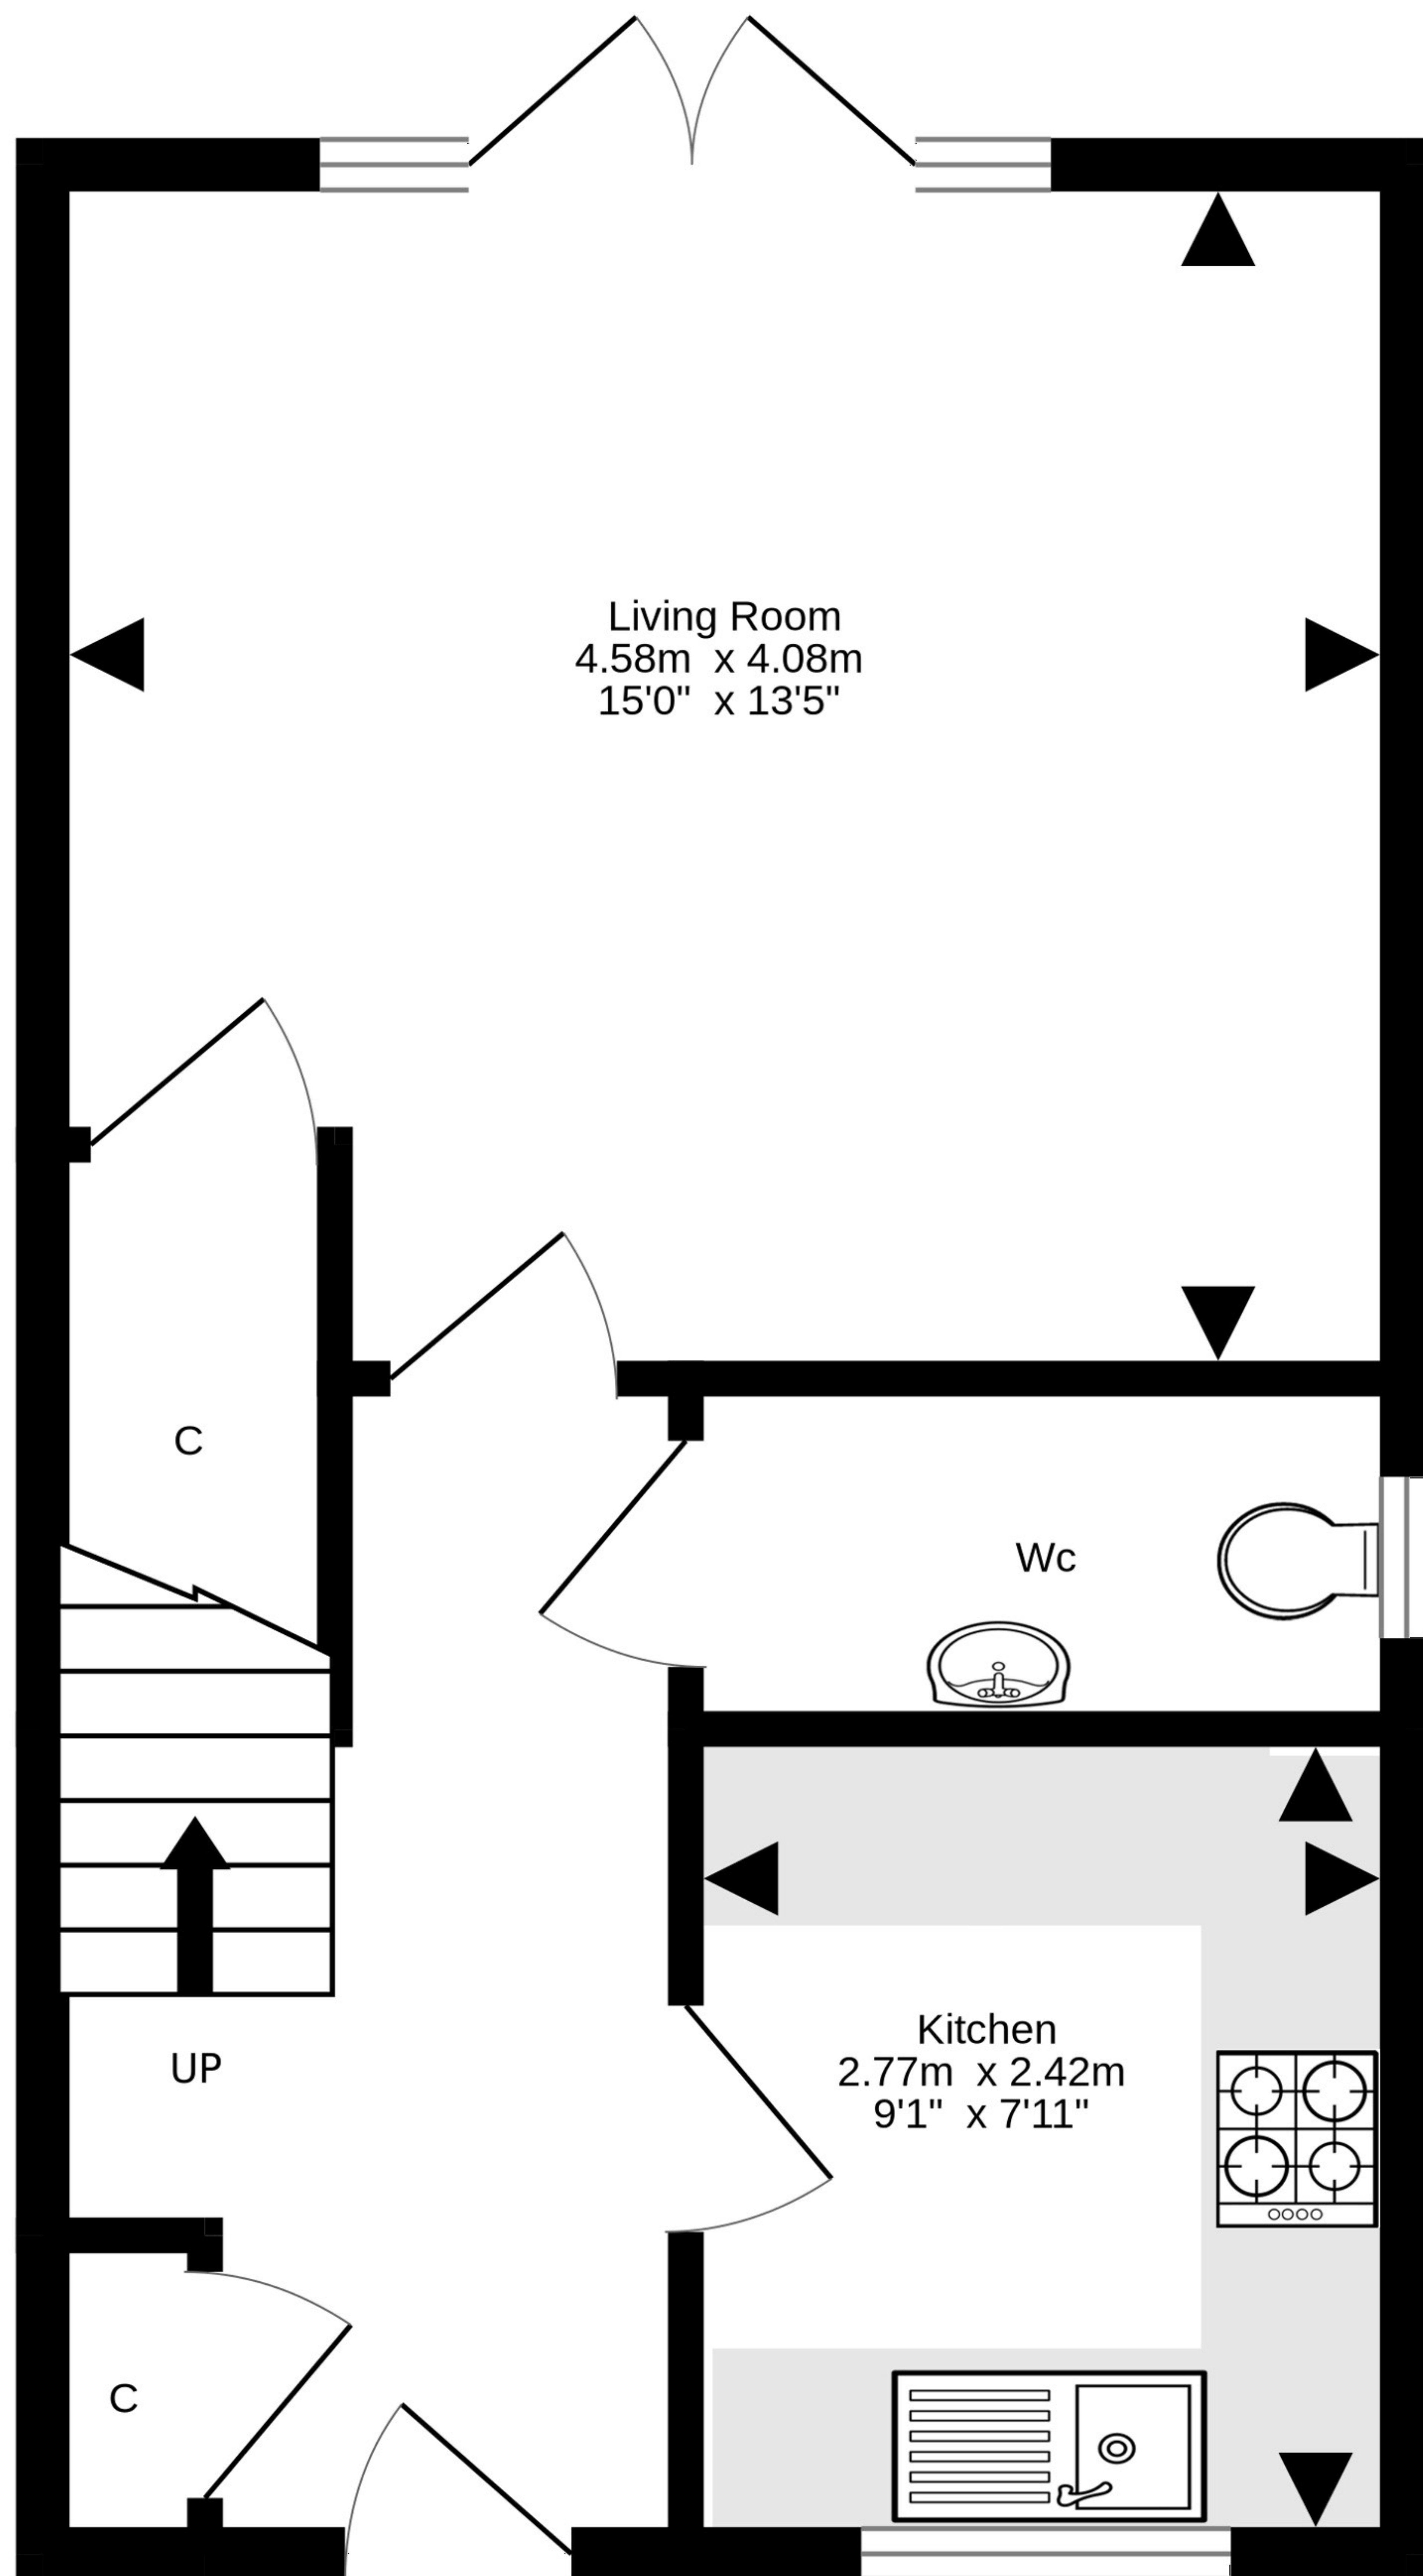 Living Room
4.58m x 4.08m
15'0" x 13'5"
C
Wc
UP
Kitchen
2.77m x 2.42m
9'1" x 7'11"
C